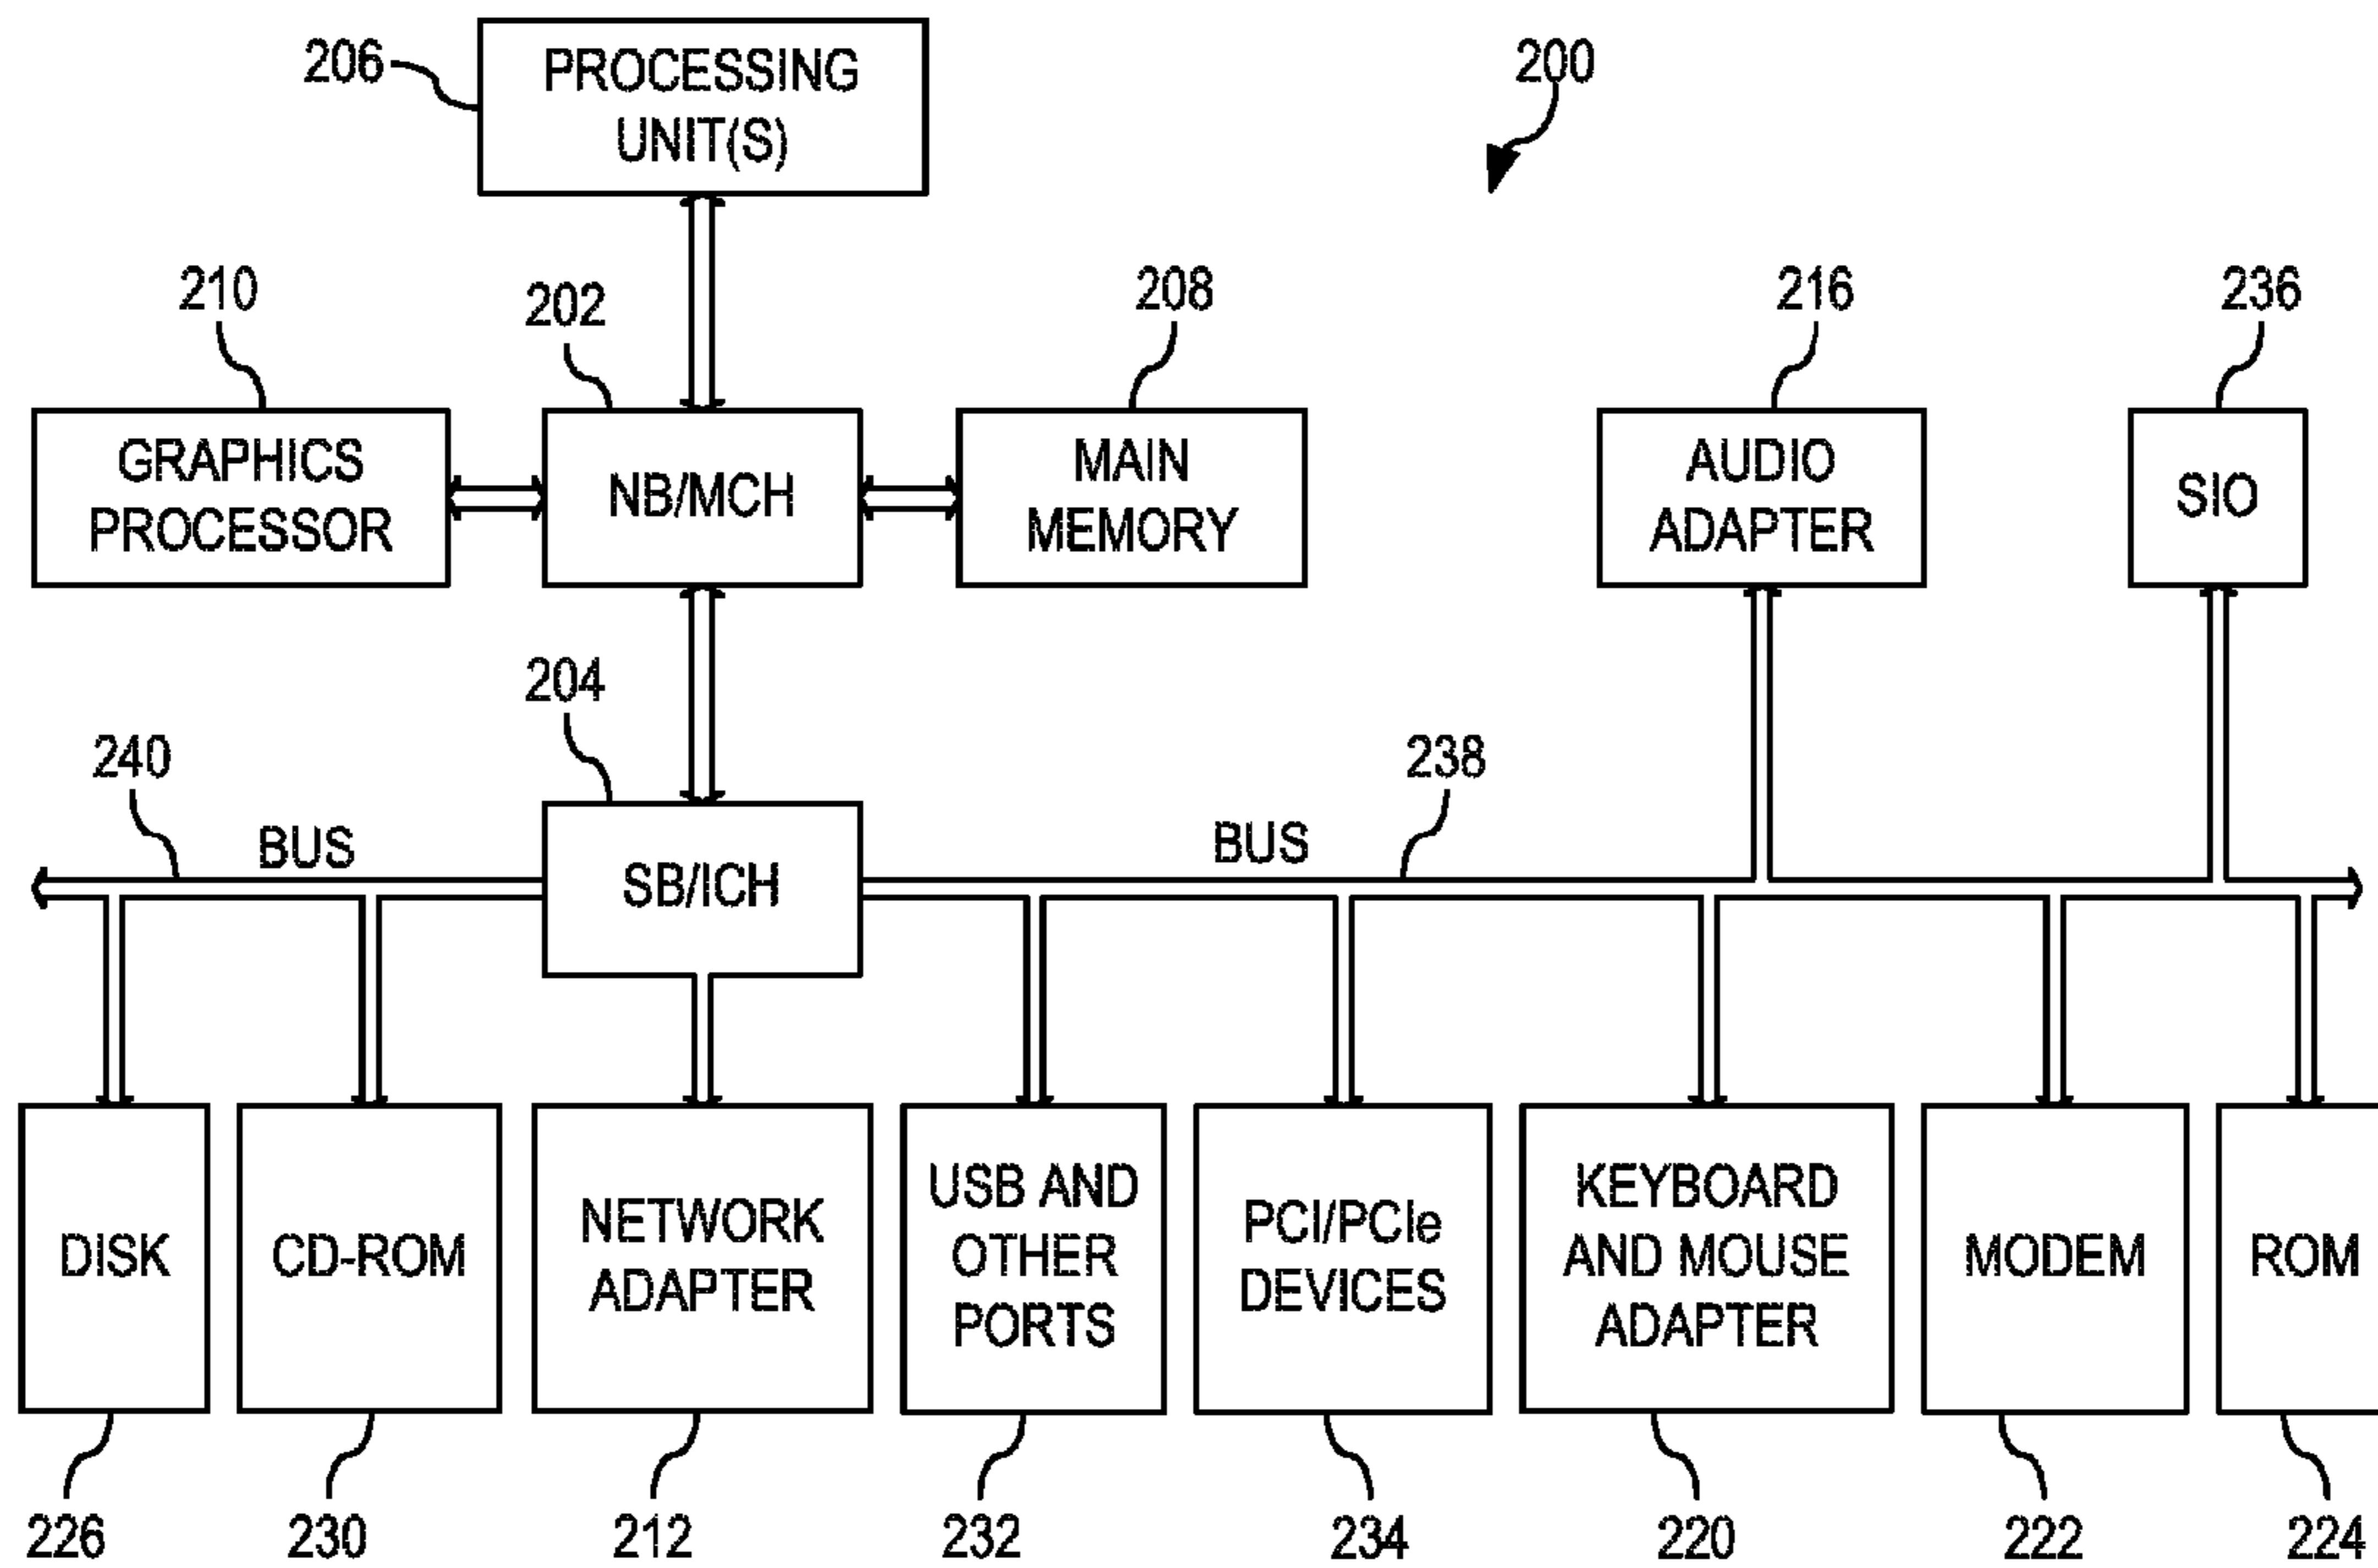 206
PROCESSING
UNIT(S)
200
210
202
208
216
236
GRAPHICS
PROCESSOR
NB/MCH
MAIN
MEMORY
AUDIO
ADAPTER
SIO
204
240
238
BUS
BUS
SB/ICH
DISK
CD-ROM
NETWORK
ADAPTER
USB AND
OTHER
PORTS
PCI/PCIe
DEVICES
KEYBOARD
AND MOUSE
ADAPTER
MODEM
ROM
226
230
212
232
234
220
222
224